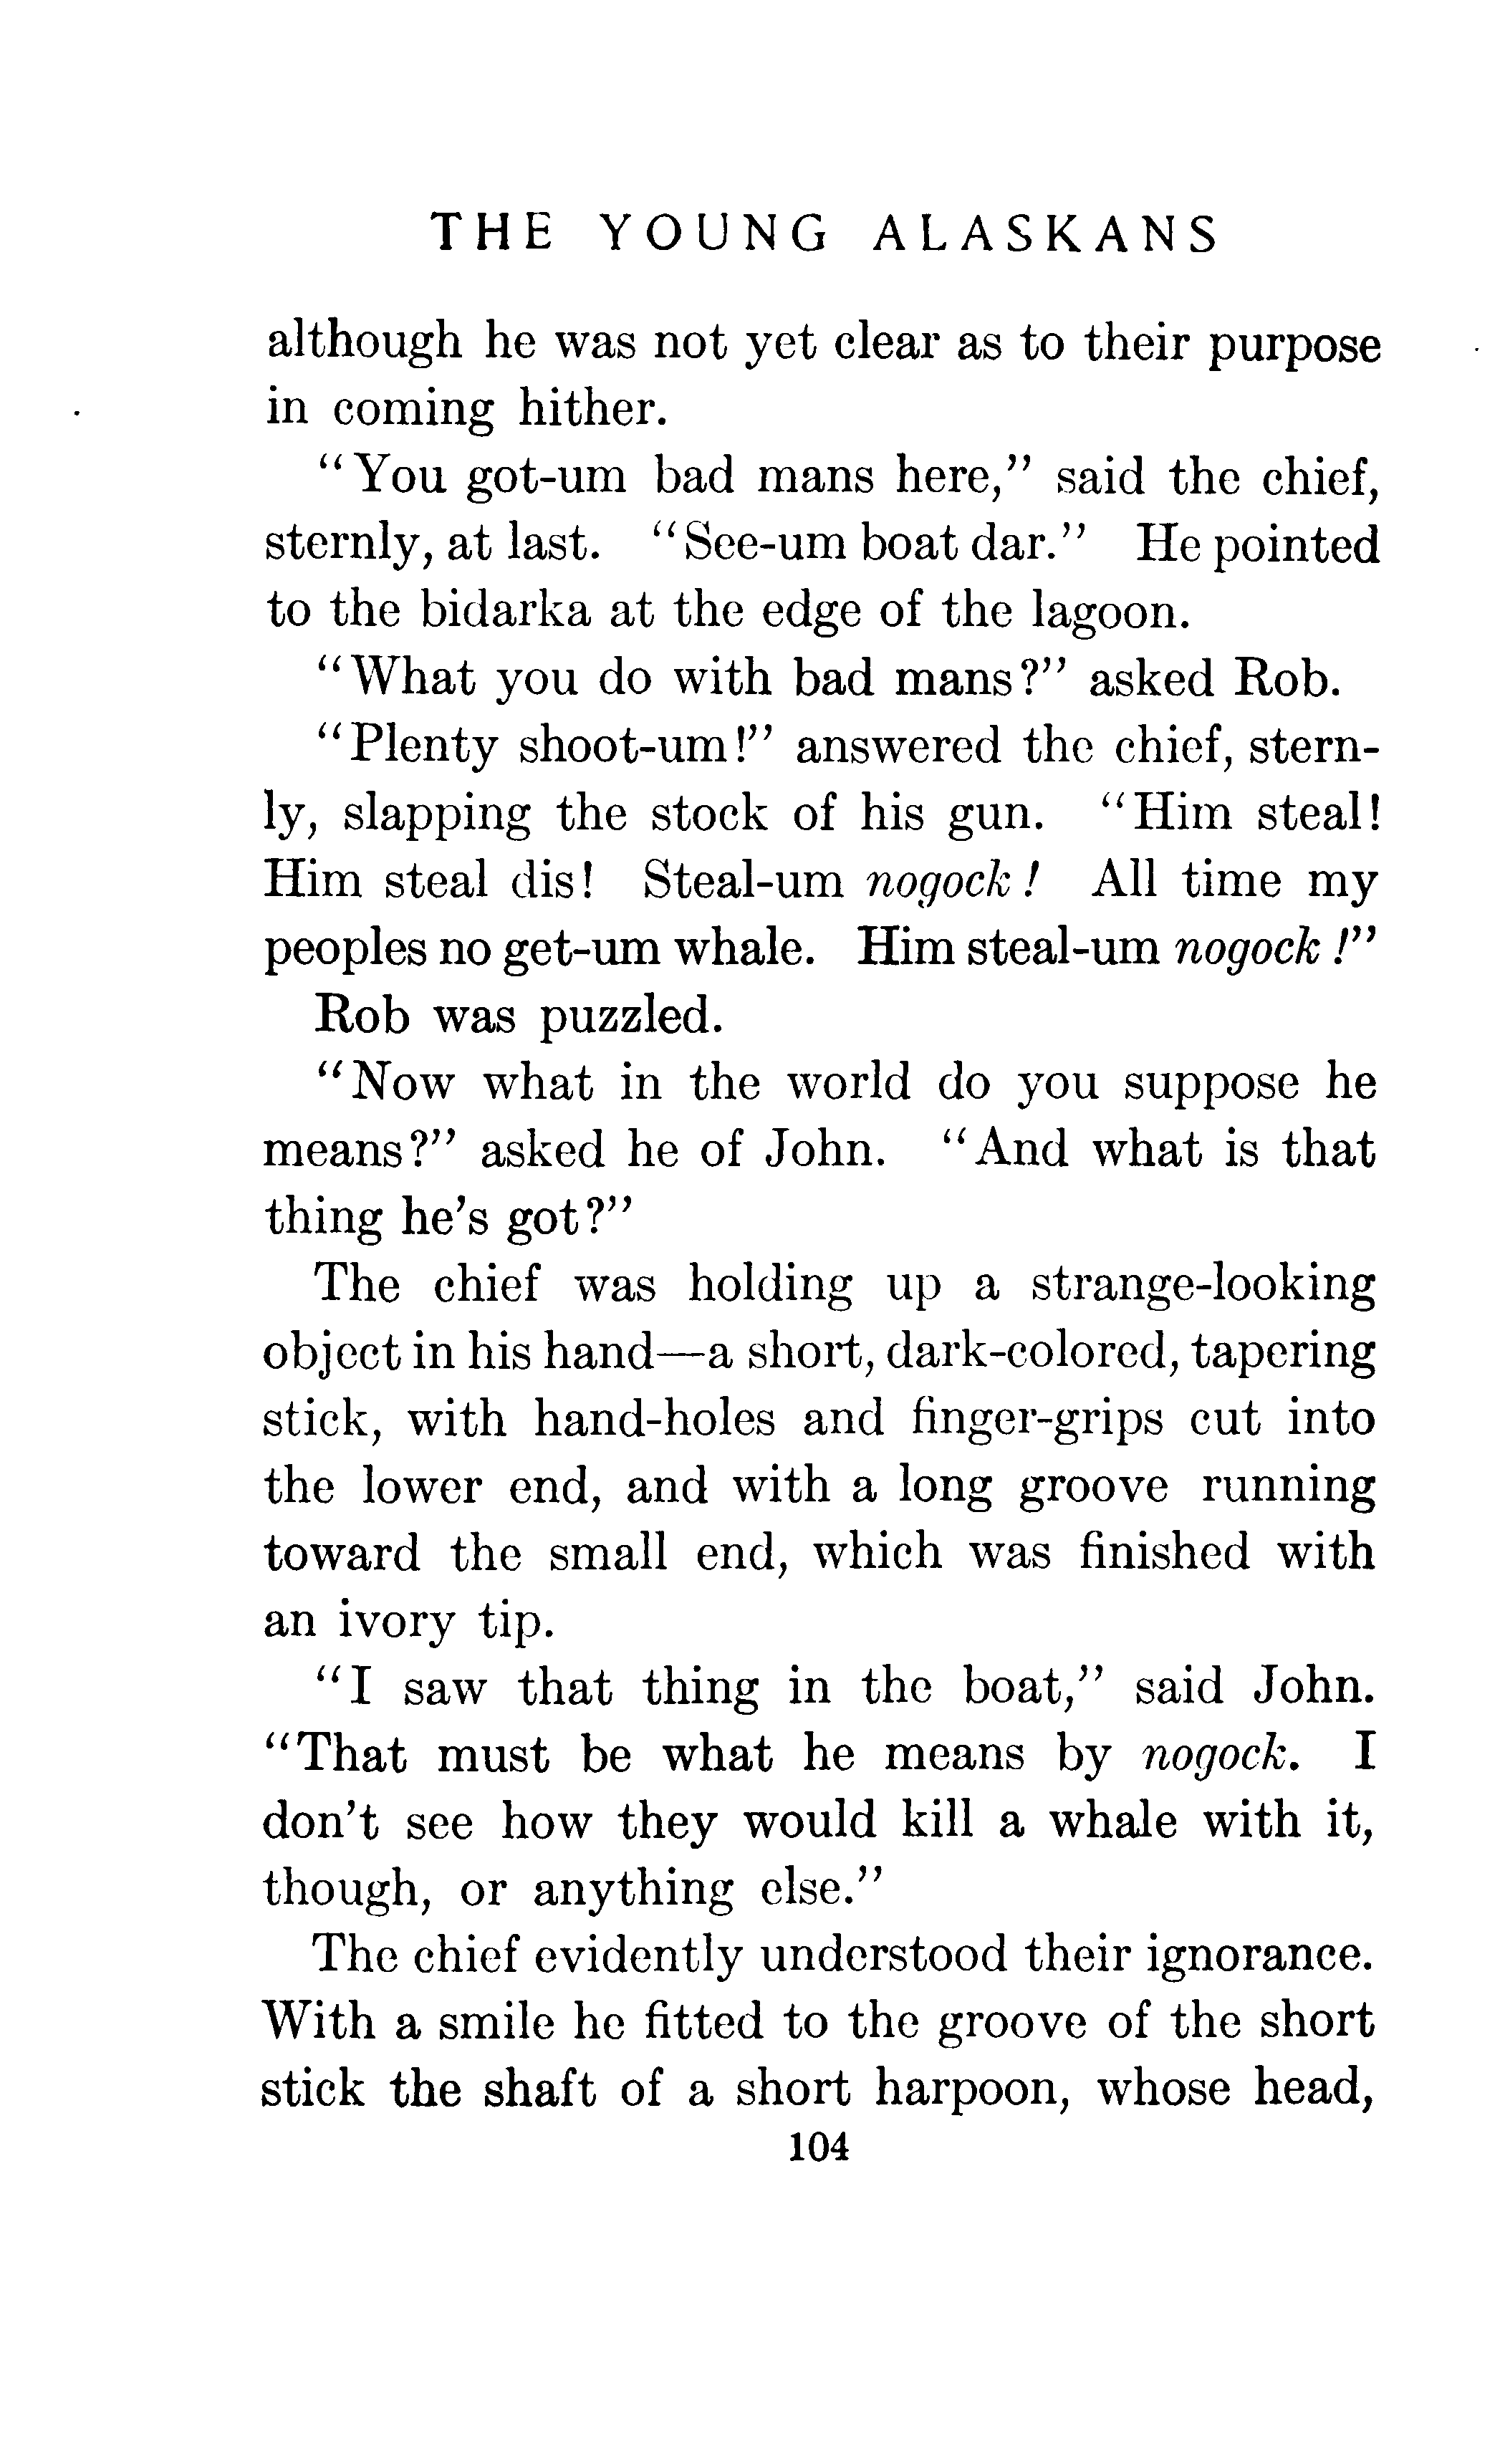 THE YOUNG ALASKANS
although he was not yet clear as to their purpose
in coming hither.
"You got-um bad mans here," said the chief,
sternly, at last. "See-um boat dar." He pointed
to the bidarka at the edge of the lagoon.
"What you do with bad mans?" asked Rob.
"Plenty shoot-um!" answered the chief, stern-
ly, slapping the stock of his gun. "Him steal!
Him steal dis! Steal-um nogock! All time my
peoples no get-um whale. Him steal-um nogock!"
Rob was puzzled.
"Now what in the world do you suppose he
means?" asked he of John. "And what is that
thing he's got?"
The chief was holding up a strange-looking
object in his hand—a short, dark-colored, tapering
stick, with hand-holes and finger-grips cut into
the lower end, and with a long groove running
toward the small end, which was finished with
an ivory tip.
"I saw that thing in the boat," said John.
"That must be what he means by nogock. I
don't see how they would kill a whale with it,
though, or anything else."
The chief evidently understood their ignorance.
With a smile he fitted to the groove of the short
stick the shaft of a short harpoon, whose head,
104